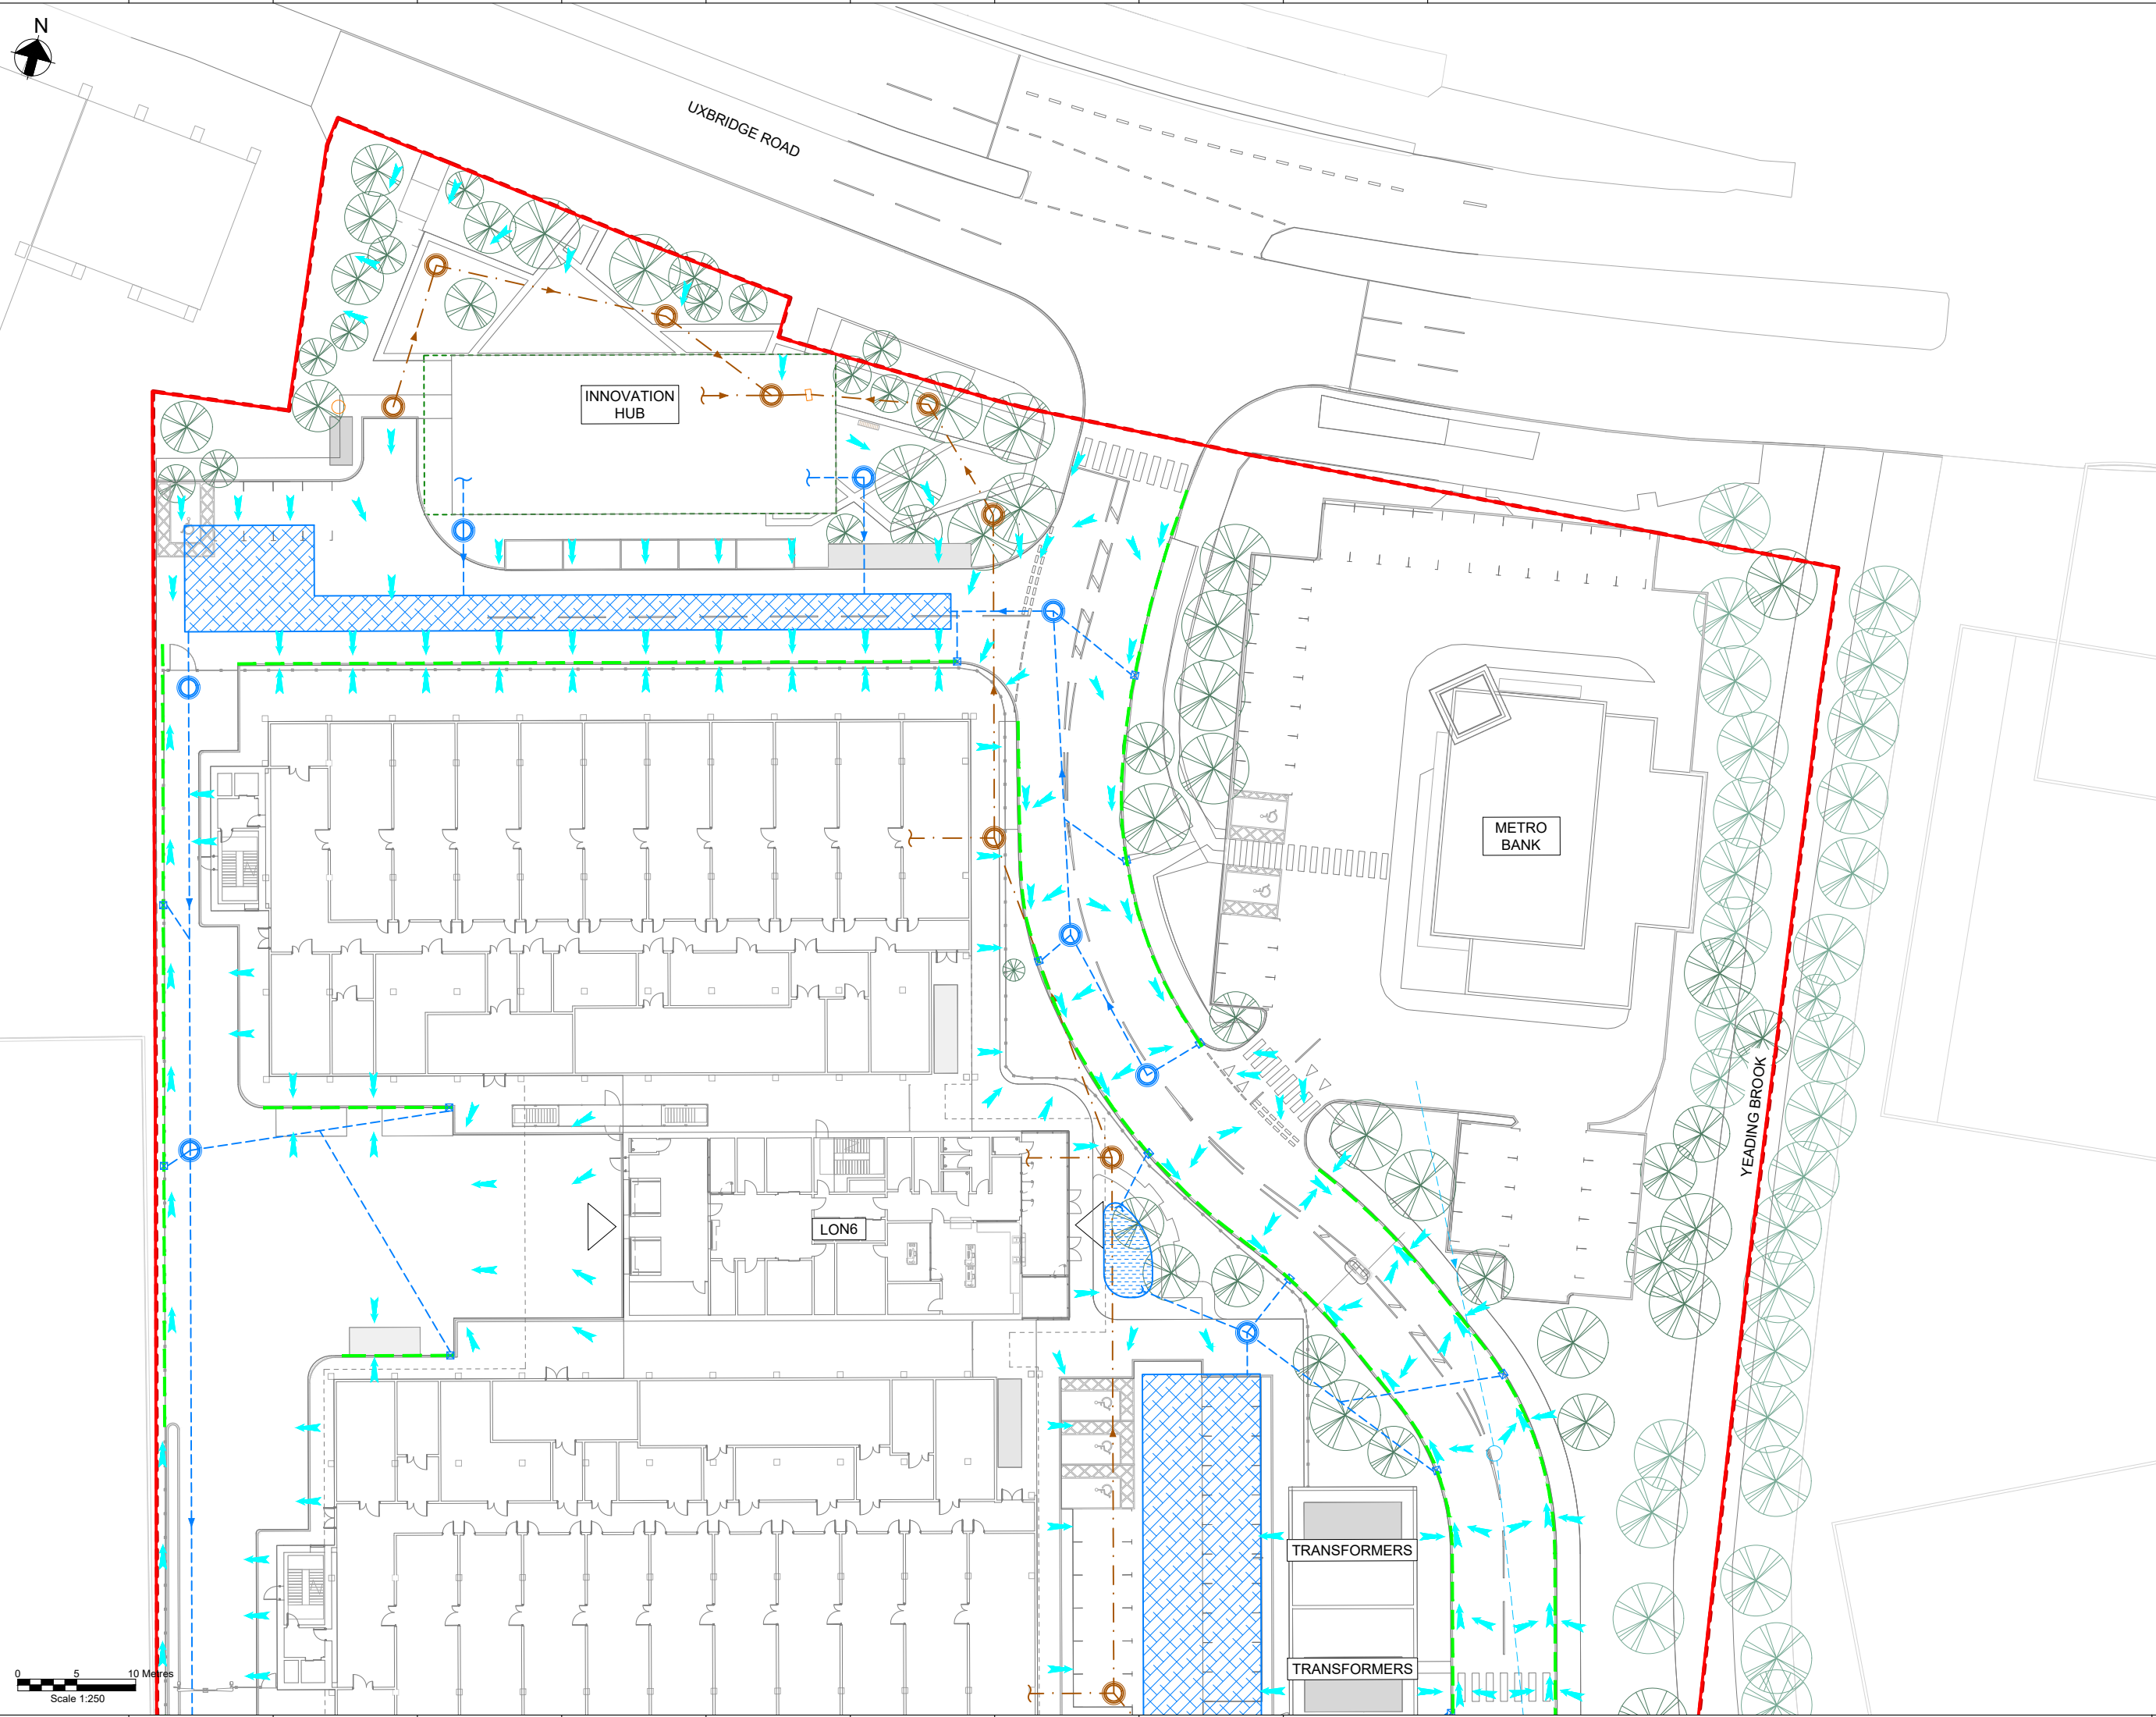 N
UXBRIDGE ROAD
INNOVATION
HUB
METRO
BANK
YEADING BROOK
LON6
TRANSFORMERS
TRANSFORMERS
0 5 10 Metres
Scale 1:250